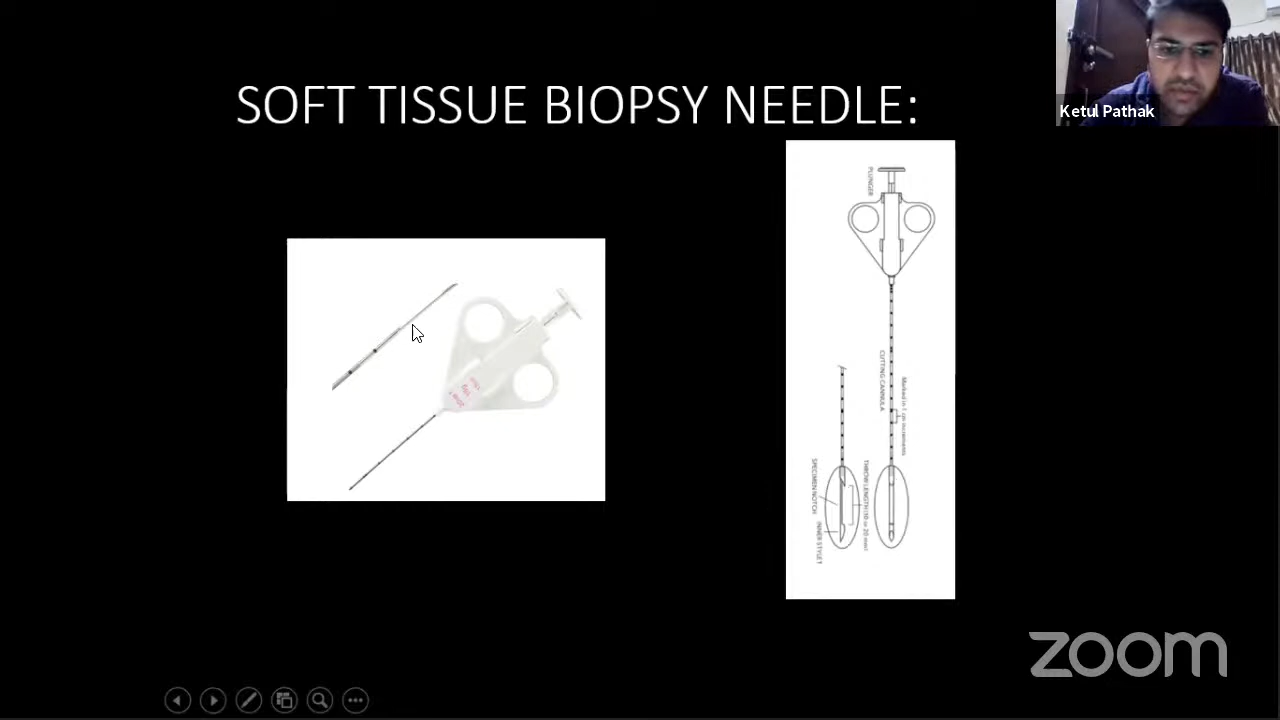 SOFT TISSUE BIOPSY NEEDLE:
Ketul Pathak
PLUNGER
CUTTING CANNULA
Marked in 1 cm increments
THROW LENGTH (10 or 20 mm)
SPECIMEN NOTCH
INNER STYLET
zoom